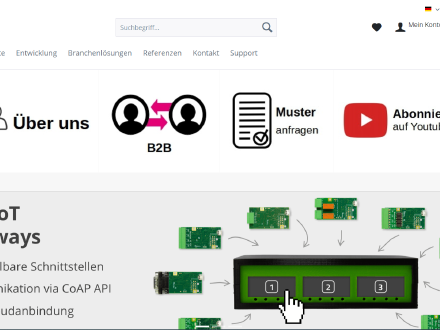 Suchbegriff...
Mein Konto
Entwicklung Branchenlösungen Referenzen Kontakt Support
Über uns
B2B
Muster
anfragen
Abonnie
auf Youtub
oT
ways
lbare Schnittstellen
nikation via CoAP API
udanbindung
1 2 3